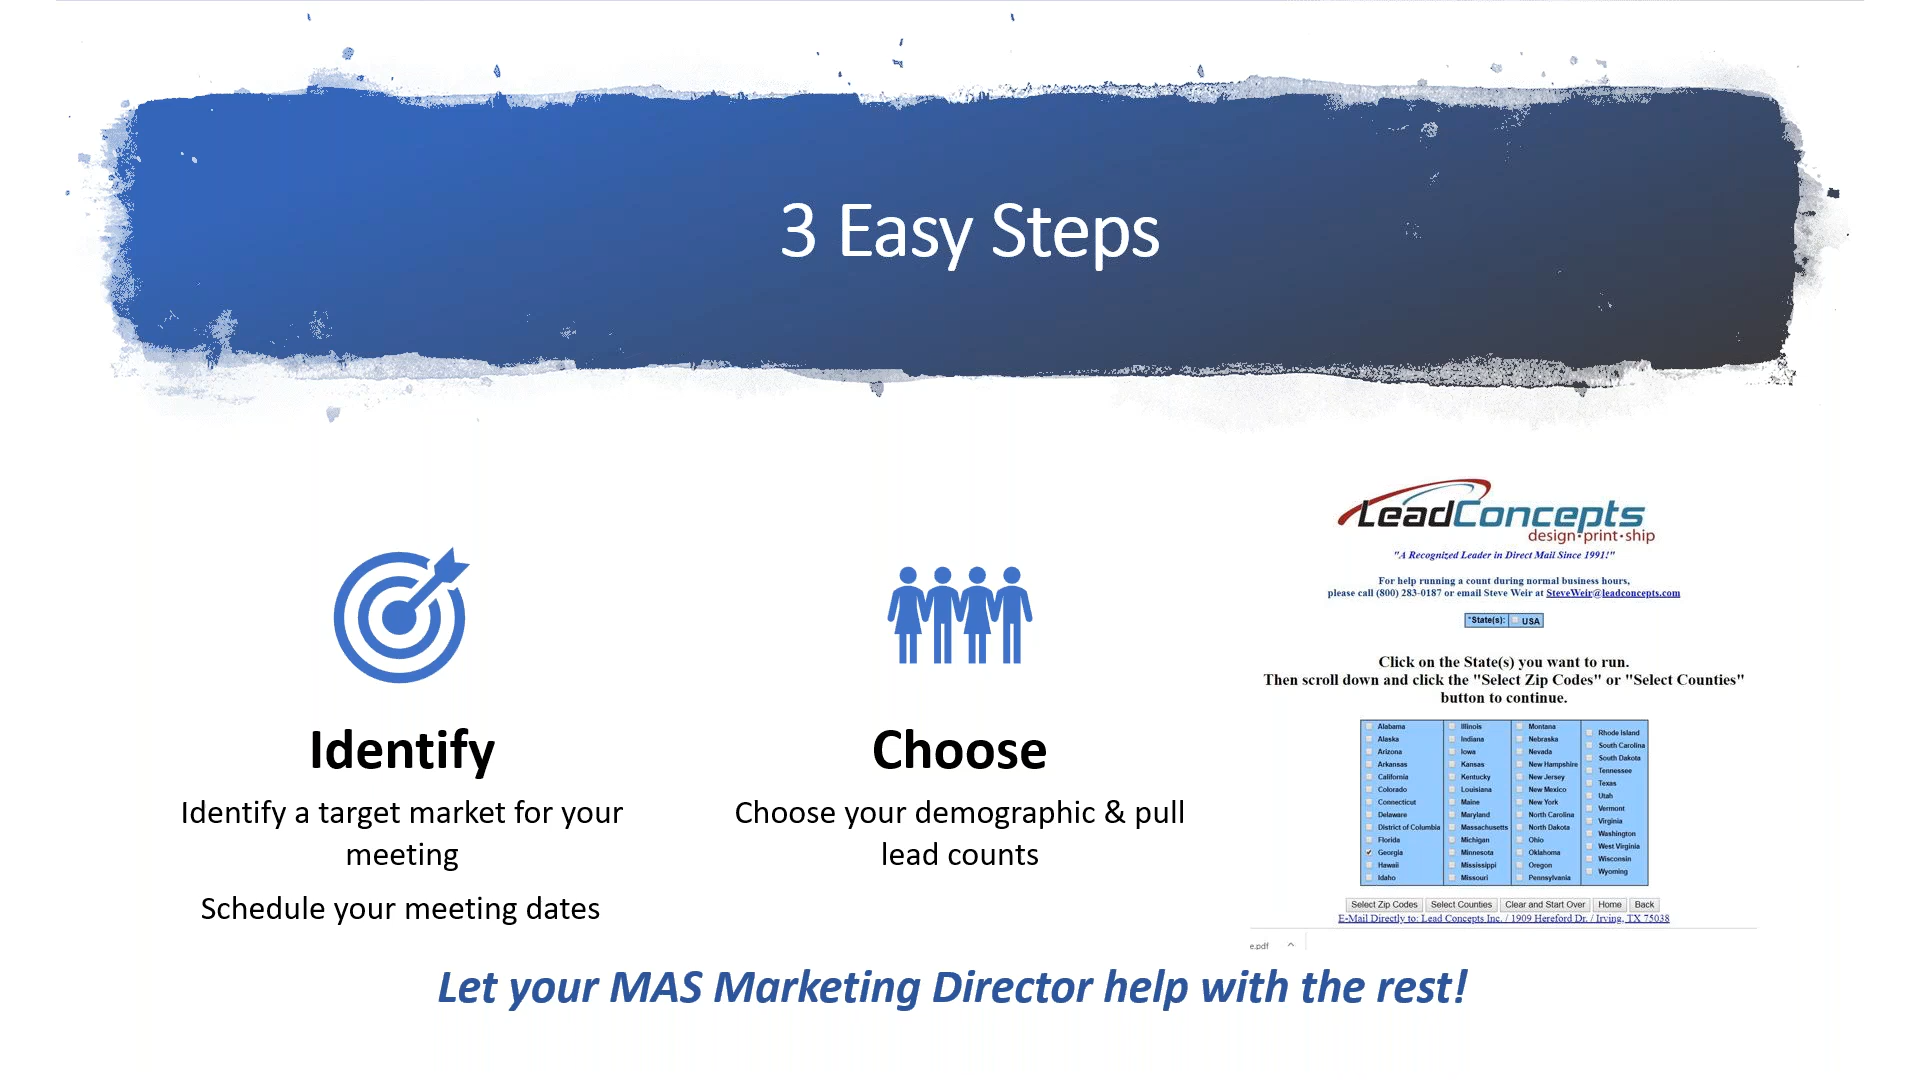 3 Easy Steps
Identify
Identify a target market for your
meeting
Schedule your meeting dates
Choose
Choose your demographic & pull
lead counts
LeadConcepts
design·print·ship
"A Recognized Leader in Direct Mail Since 1991!"
For help running a count during normal business hours,
please call (800) 283-0187 or email Steve Weir at SteveWeir@leadconcepts.com
*State(s): USA
Click on the State(s) you want to run.
Then scroll down and click the "Select Zip Codes" or "Select Counties"
button to continue.
Alabama
Alaska
Arizona
Arkansas
California
Colorado
Connecticut
Delaware
District of Columbia
Florida
Georgia
Hawaii
Idaho
Illinois
Indiana
Iowa
Kansas
Kentucky
Louisiana
Maine
Maryland
Massachusetts
Michigan
Minnesota
Mississippi
Missouri
Montana
Nebraska
Nevada
New Hampshire
New Jersey
New Mexico
New York
North Carolina
North Dakota
Ohio
Oklahoma
Oregon
Pennsylvania
Rhode Island
South Carolina
South Dakota
Tennessee
Texas
Utah
Vermont
Virginia
Washington
West Virginia
Wisconsin
Wyoming
Select Zip Codes Select Counties Clear and Start Over Home Back
E-Mail Directly to: Lead Concepts Inc. / 1909 Hereford Dr. / Irving, TX 75038
e.pdf
Let your MAS Marketing Director help with the rest!